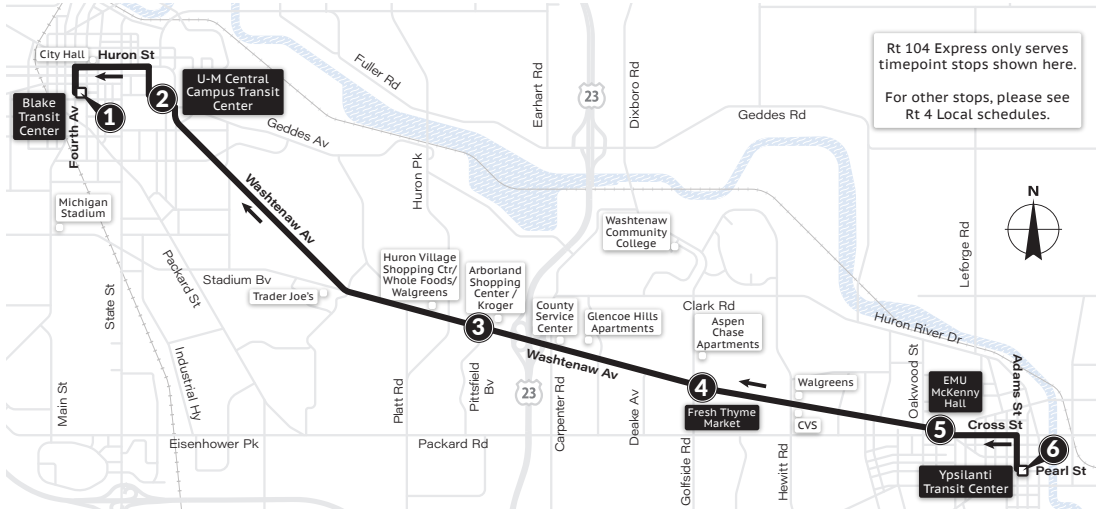 City Hall
Huron St
Blake
Transit
Center
1
2
U-M Central
Campus Transit
Center
Fourth Av
Michigan
Stadium
Geddes Av
Fuller Rd
Huron Pk
Earhart Rd
23
Dixboro Rd
Geddes Rd
Rt 104 Express only serves
timepoint stops shown here.
For other stops, please see
Rt 4 Local schedules.
N
Washtenaw Av
Packard St
State St
Main St
Industrial Hy
Stadium Bv
Trader Joe's
Huron Village
Shopping Ctr/
Whole Foods/
Walgreens
Arborland
Shopping
Center /
Kroger
3
Washtenaw
Community
College
County
Service
Center
Glencoe Hills
Apartments
Clark Rd
Aspen
Chase
Apartments
Leforge Rd
Huron River Dr
Washtenaw Av
23
Platt Rd
Pittsfield
Bv
Carpenter Rd
Deake Av
4
Fresh Thyme
Market
Golfside Rd
Walgreens
CVS
Hewitt Rd
Oakwood St
EMU
McKenny
Hall
5
Cross St
Adams St
6
Pearl St
Ypsilanti
Transit Center
Eisenhower Pk
Packard Rd